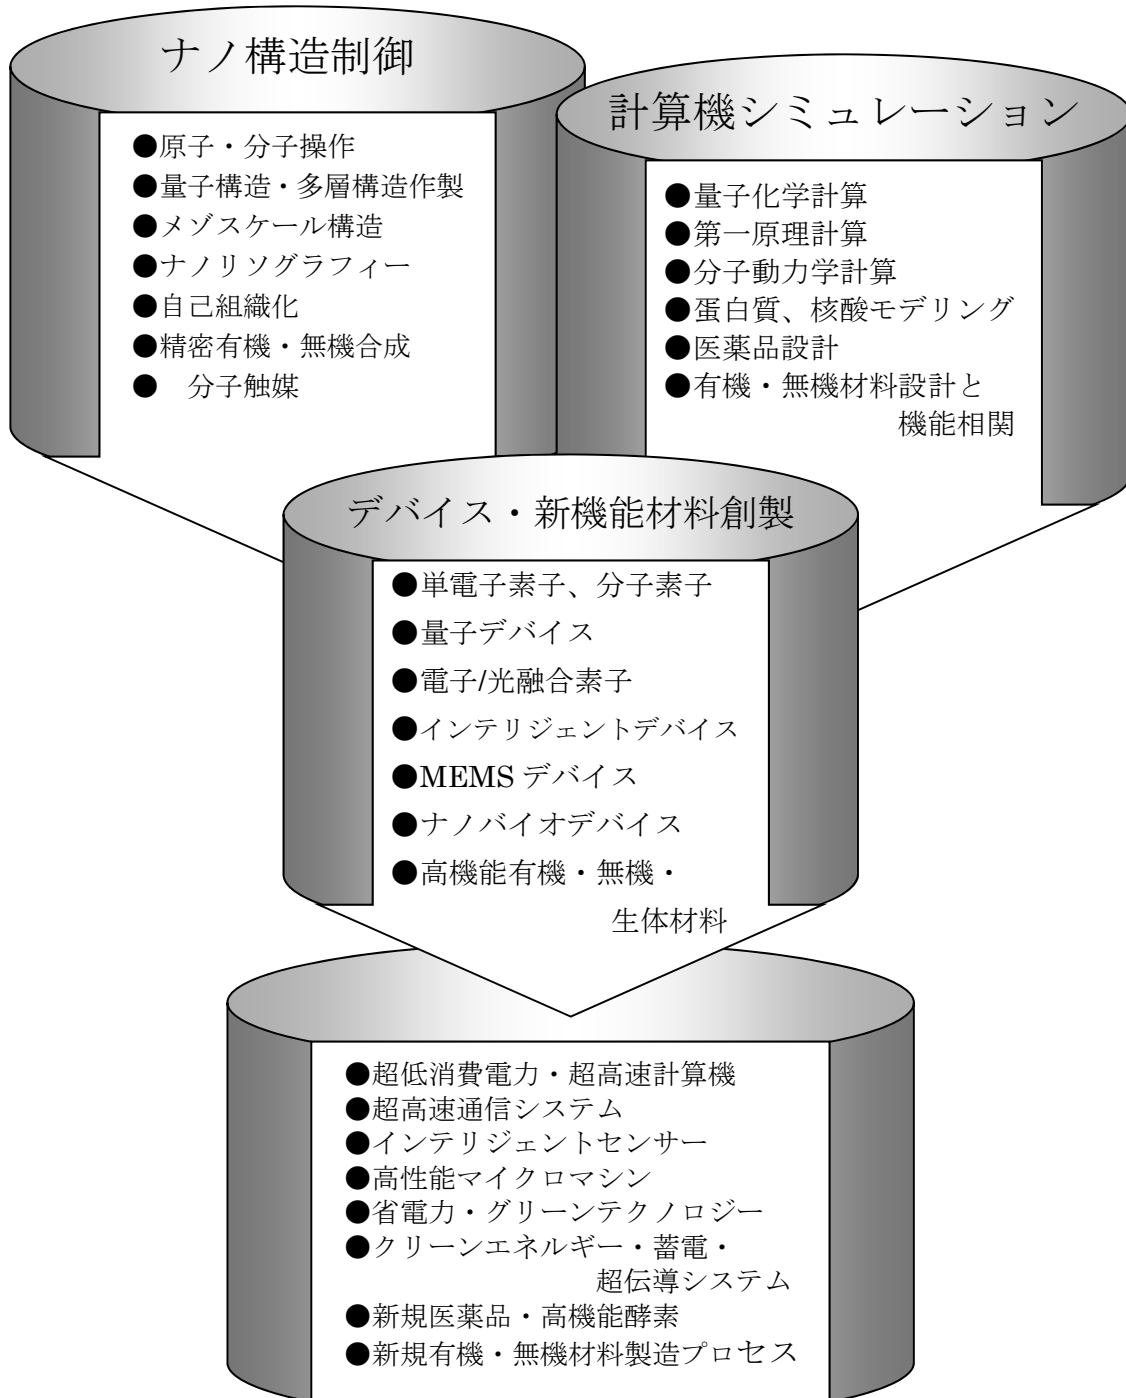 ナノ構造制御
●原子・分子操作
●量子構造・多層構造作製
●メゾスケール構造
●ナノリソグラフィー
●自己組織化
●精密有機・無機合成
●　分子触媒
計算機シミュレーション
●量子化学計算
●第一原理計算
●分子動力学計算
●蛋白質、核酸モデリング
●医薬品設計
●有機・無機材料設計と
機能相関
デバイス・新機能材料創製
●単電子素子、分子素子
●量子デバイス
●電子/光融合素子
●インテリジェントデバイス
●MEMS デバイス
●ナノバイオデバイス
●高機能有機・無機・
生体材料
●超低消費電力・超高速計算機
●超高速通信システム
●インテリジェントセンサー
●高性能マイクロマシン
●省電力・グリーンテクノロジー
●クリーンエネルギー・蓄電・
超伝導システム
●新規医薬品・高機能酵素
●新規有機・無機材料製造プロセス